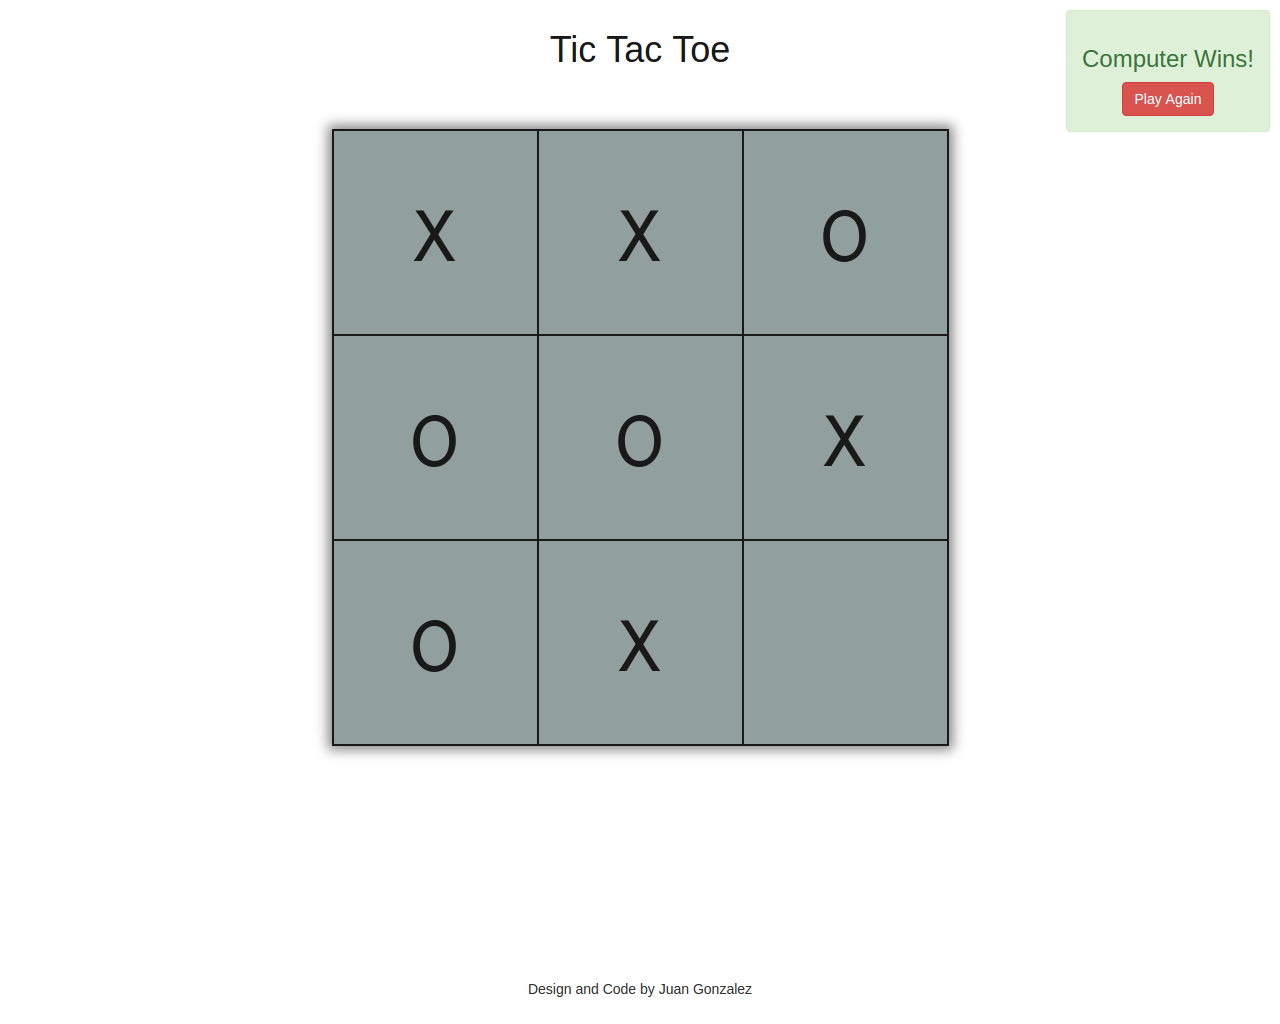 Tic Tac Toe
Computer Wins!
Play Again
X X O
O O X
O X
Design and Code by Juan Gonzalez